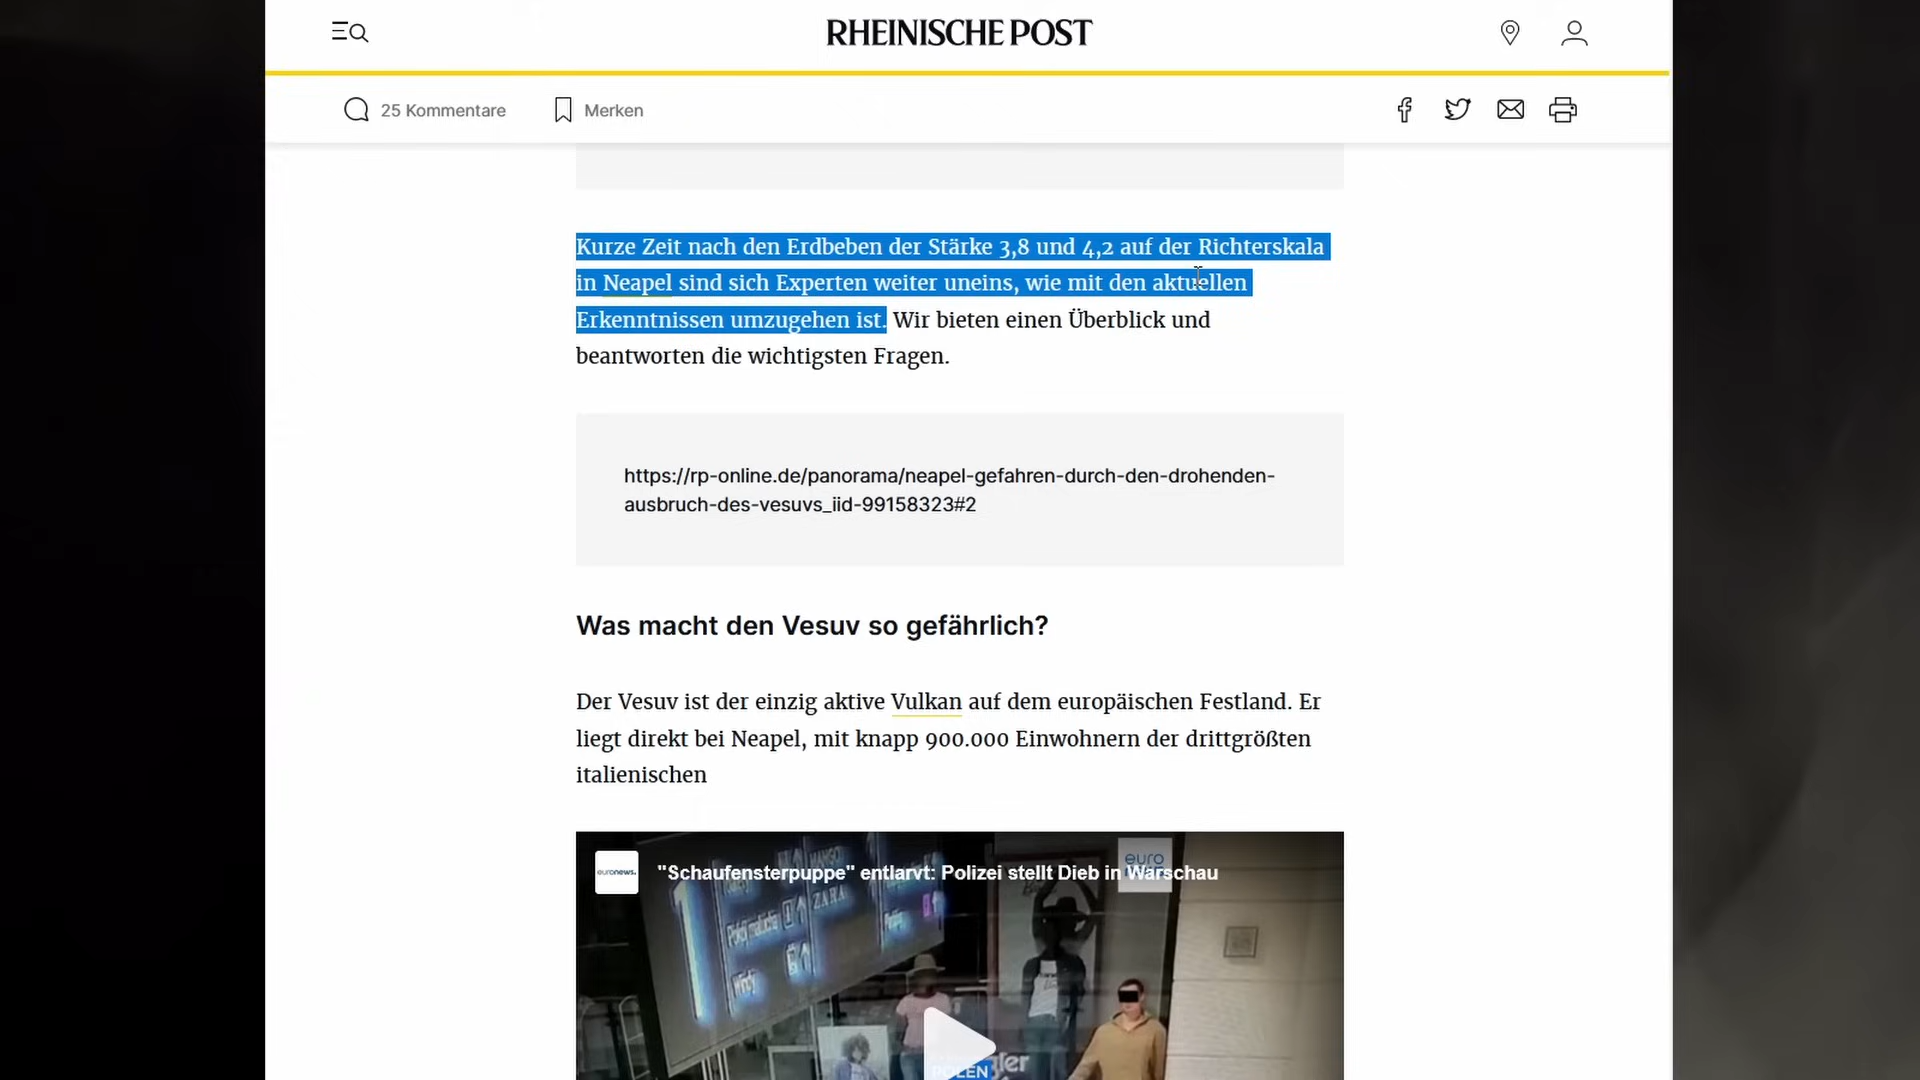 RHEINISCHE POST
25 Kommentare
Merken
Kurze Zeit nach den Erdbeben der Stärke 3,8 und 4,2 auf der Richterskala
in Neapel sind sich Experten weiter uneins, wie mit den aktuellen
Erkenntnissen umzugehen ist. Wir bieten einen Überblick und
beantworten die wichtigsten Fragen.
https://rp-online.de/panorama/neapel-gefahren-durch-den-drohenden-
ausbruch-des-vesuvs_iid-99158323#2
Was macht den Vesuv so gefährlich?
Der Vesuv ist der einzig aktive Vulkan auf dem europäischen Festland. Er
liegt direkt bei Neapel, mit knapp 900.000 Einwohnern der drittgrößten
italienischen
euronews.
"Schaufensterpuppe" entlarvt: Polizei stellt Dieb in Warschau
euro
ZARA
POLEN